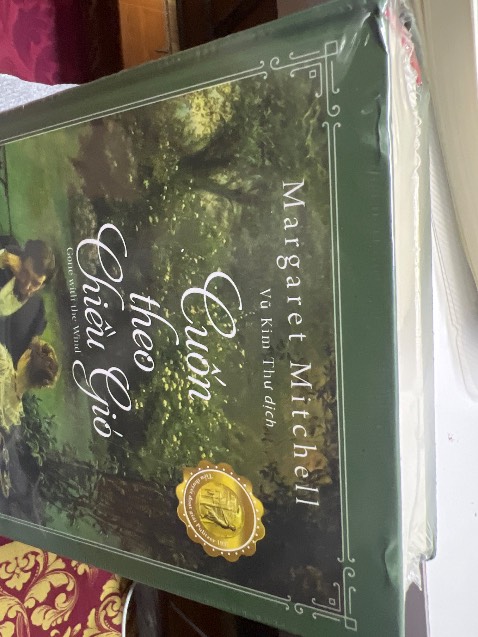 Margaret Mitchell
Vũ Kim Thư dịch
Cuốn
theo
Chiều Gió
Gone with the Wind